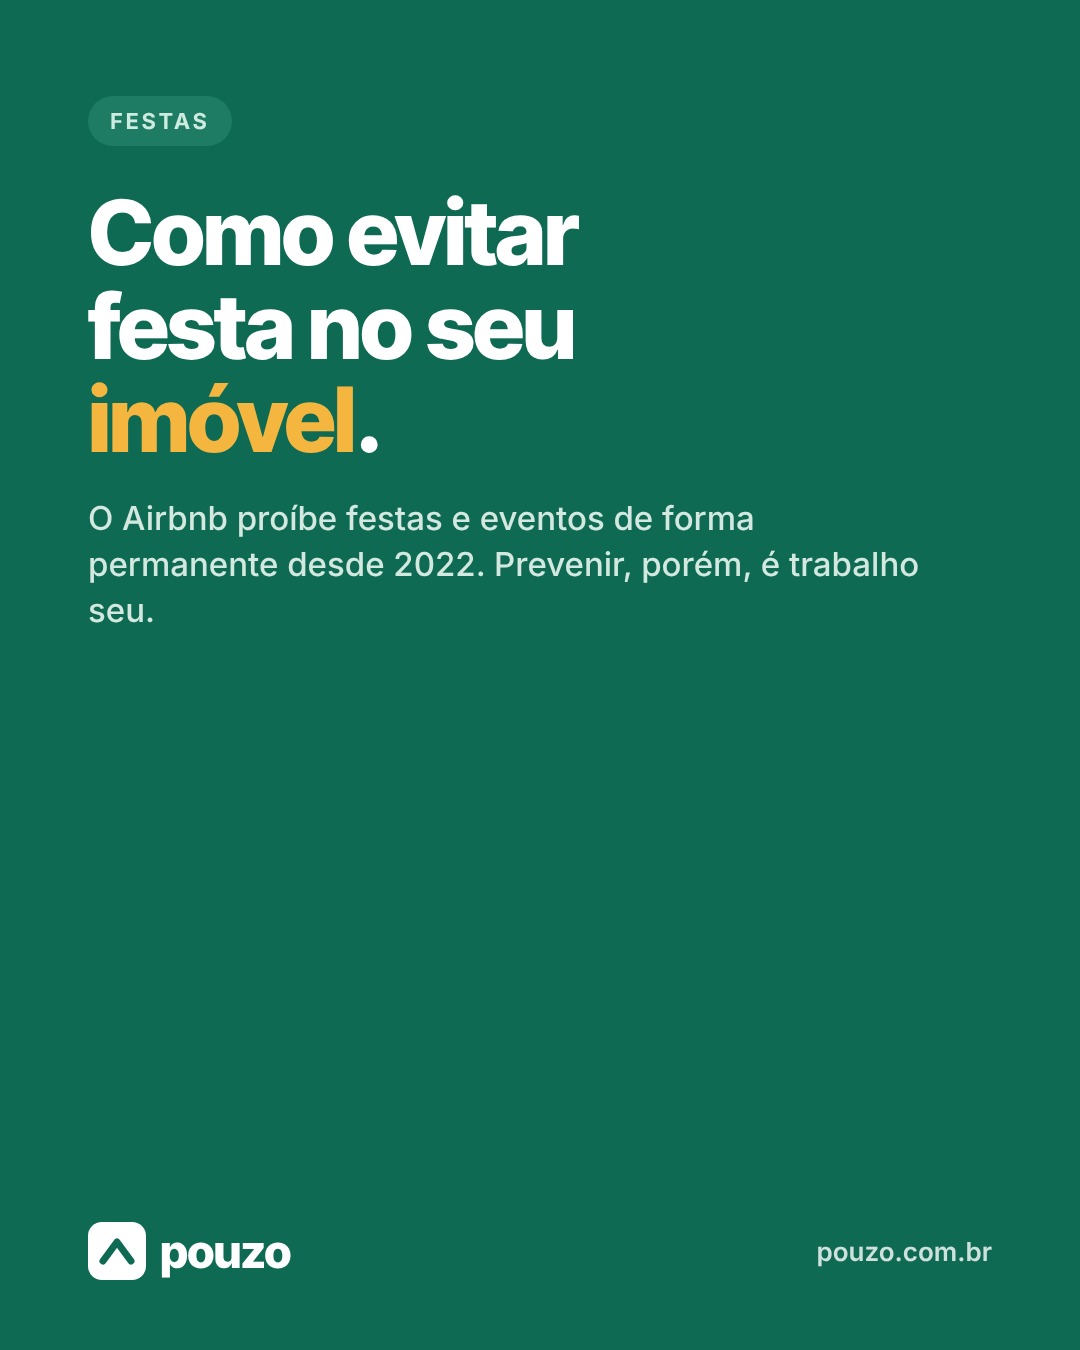 FESTAS
Como evitar
festa no seu
imóvel.
O Airbnb proíbe festas e eventos de forma
permanente desde 2022. Prevenir, porém, é trabalho
seu.
pouzo
pouzo.com.br